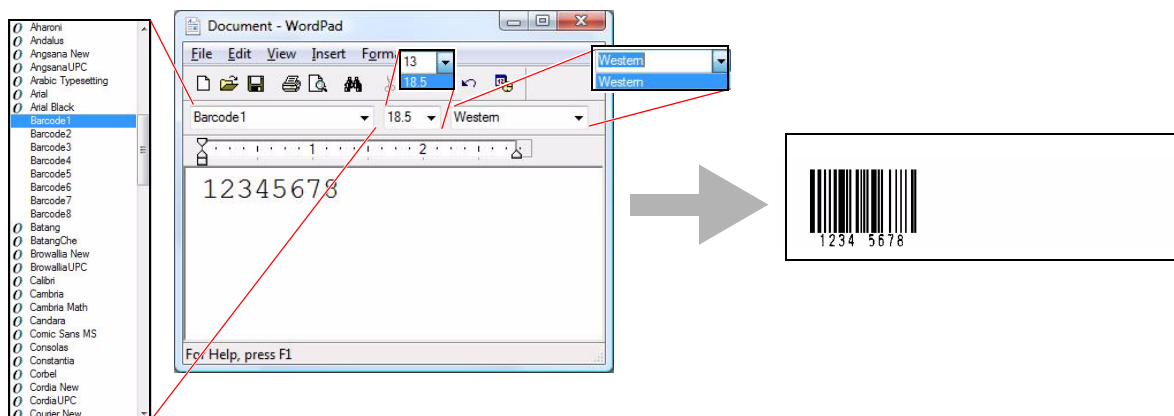 Aharoni
Andalus
Angsana New
AngsanaUPC
Arabic Typesetting
Arial
Arial Black
Barcode1
Barcode2
Barcode3
Barcode4
Barcode5
Barcode6
Barcode7
Barcode8
Batang
BatangChe
Browallia New
BrowalliaUPC
Calibri
Cambria
Cambria Math
Candara
Comic Sans MS
Consolas
Constantia
Corbel
Cordia New
CordiaUPC
Courier New
Document - WordPad
File Edit View Insert Form
13
18.5
Western
Western
Barcode1 18.5 Western
1 2
12345678
For Help, press F1
1234 5678